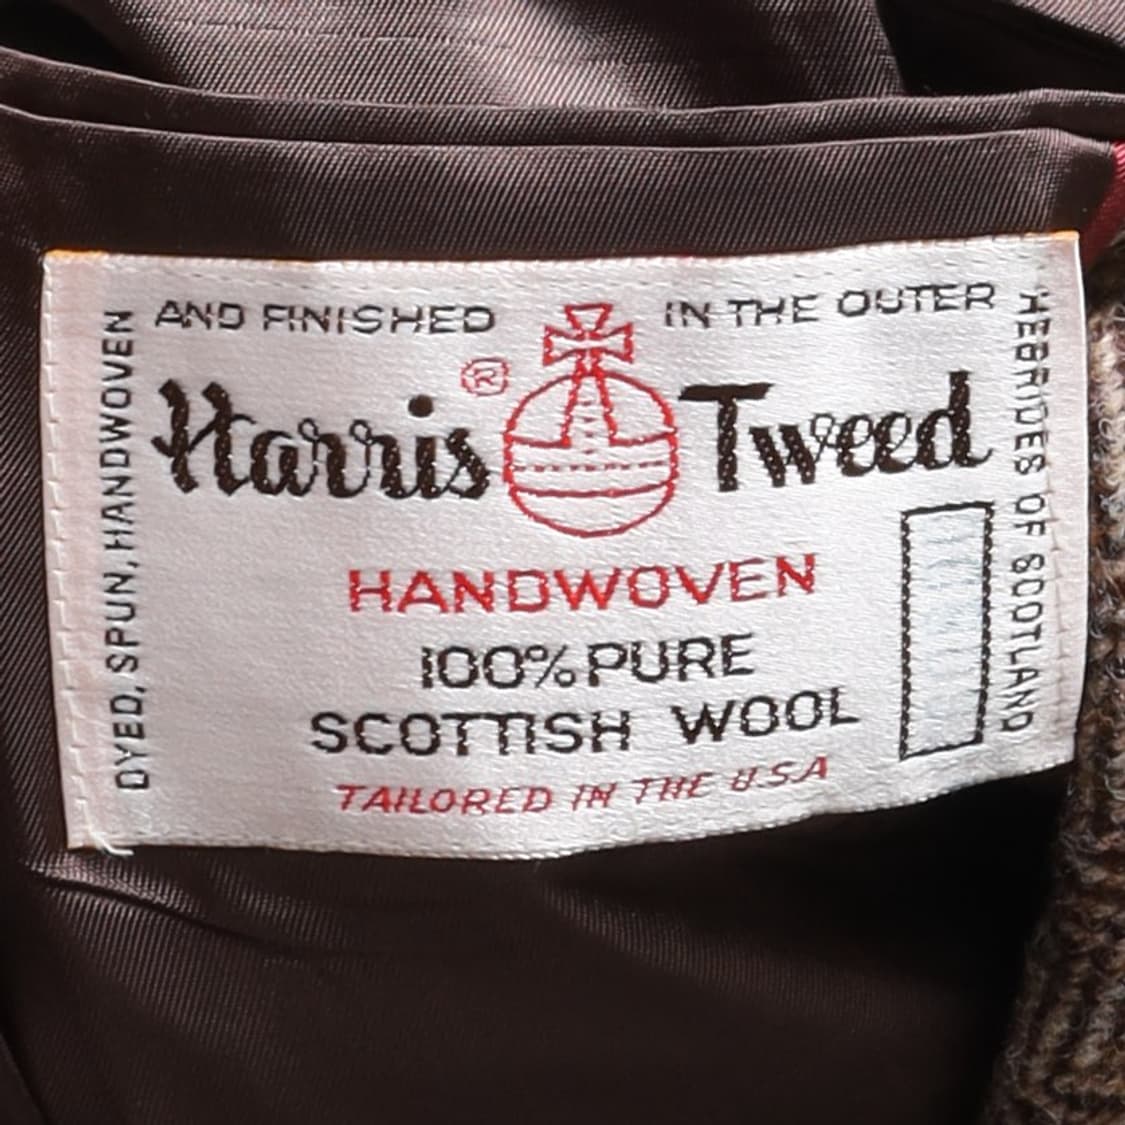 DYED, SPUN, HANDWOVEN
AND FINISHED IN THE OUTER
HEBRIDES OF SCOTLAND
Harris ® Tweed
HANDWOVEN
100% PURE
SCOTTISH WOOL
TAILORED IN THE U.S.A